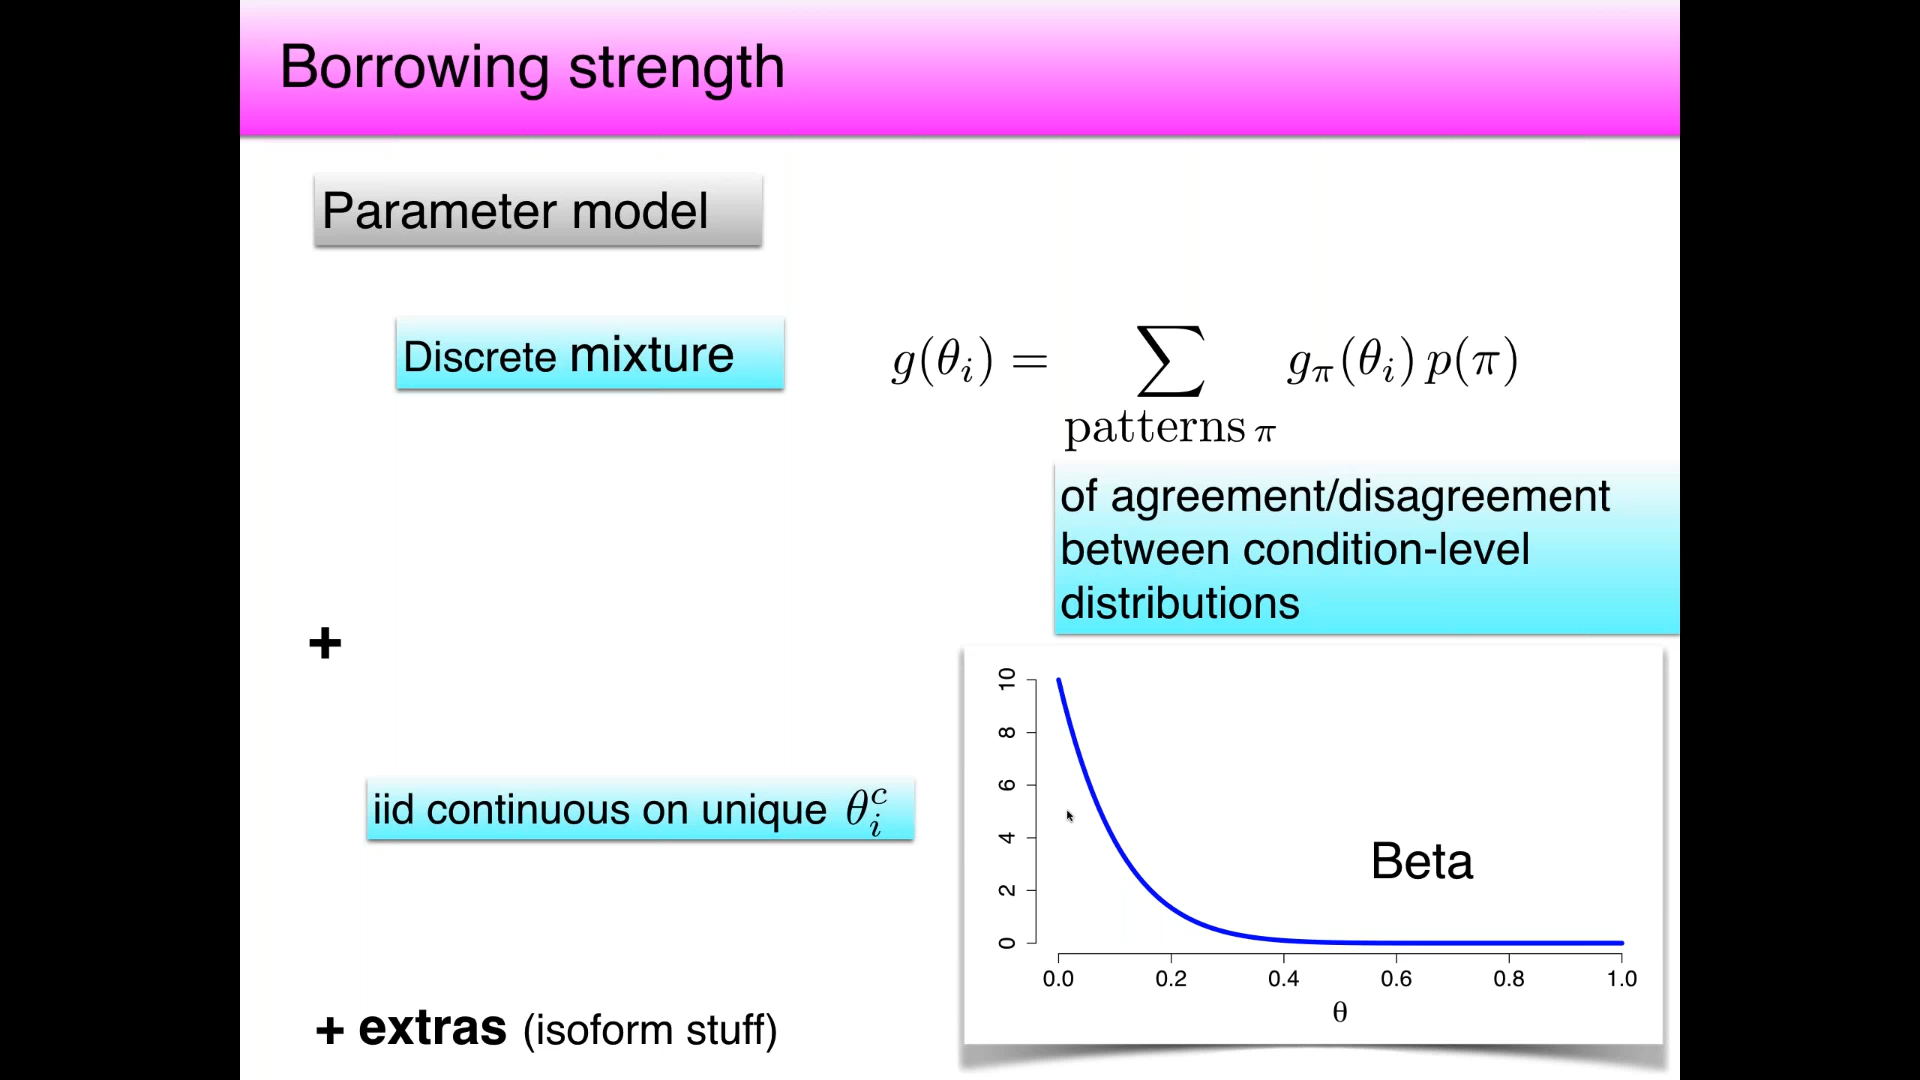 Borrowing strength
Parameter model
Discrete mixture
g(θ_i) = ∑ g_π(θ_i) p(π)
patterns π
of agreement/disagreement
between condition-level
distributions
+
iid continuous on unique θ_i^c
10
8
6
4
2
0
Beta
0.0 0.2 0.4 0.6 0.8 1.0
θ
+ extras (isoform stuff)